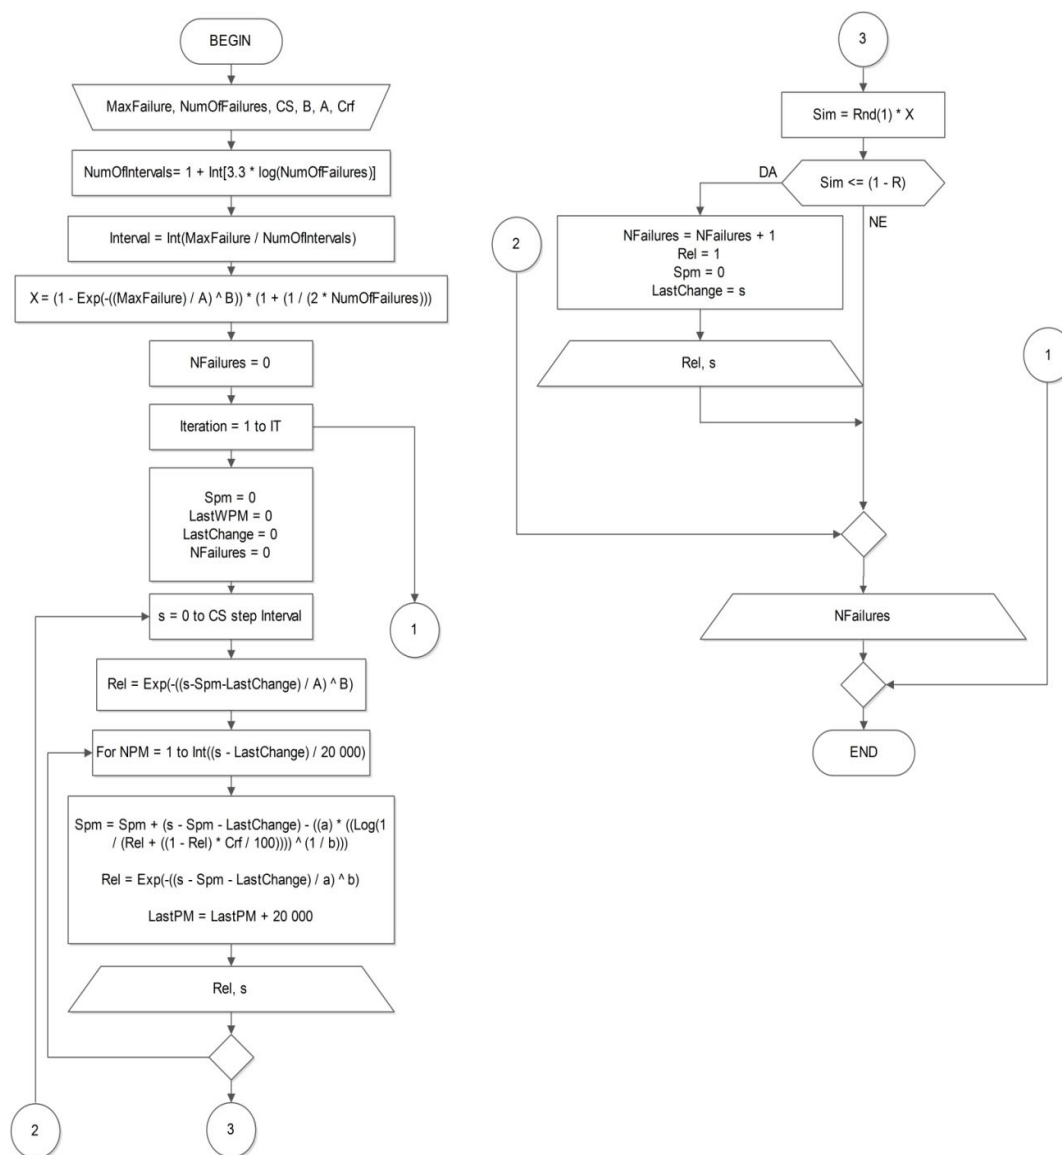 BEGIN
MaxFailure, NumOfFailures, CS, B, A, Crf
NumOfIntervals= 1 + Int[3.3 * log(NumOfFailures)]
Interval = Int(MaxFailure / NumOfIntervals)
X = (1 - Exp(-((MaxFailure) / A) ^ B)) * (1 + (1 / (2 * NumOfFailures)))
NFailures = 0
Iteration = 1 to IT
Spm = 0
LastWPM = 0
LastChange = 0
NFailures = 0
s = 0 to CS step Interval
1
Rel = Exp(-((s-Spm-LastChange) / A) ^ B)
For NPM = 1 to Int((s - LastChange) / 20 000)
Spm = Spm + (s - Spm - LastChange) - ((a) * ((Log(1
/ (Rel + ((1 - Rel) * Crf / 100)))) ^ (1 / b)))
Rel = Exp(-((s - Spm - LastChange) / a) ^ b)
LastPM = LastPM + 20 000
Rel, s
2
3
3
Sim = Rnd(1) * X
Sim <= (1 - R)
DA
NE
2
NFailures = NFailures + 1
Rel = 1
Spm = 0
LastChange = s
Rel, s
1
NFailures
END